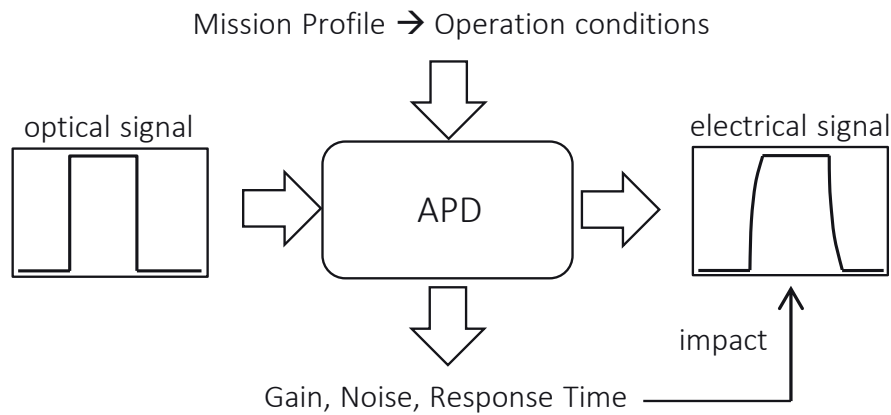 Mission Profile → Operation conditions
optical signal
electrical signal
APD
impact
Gain, Noise, Response Time